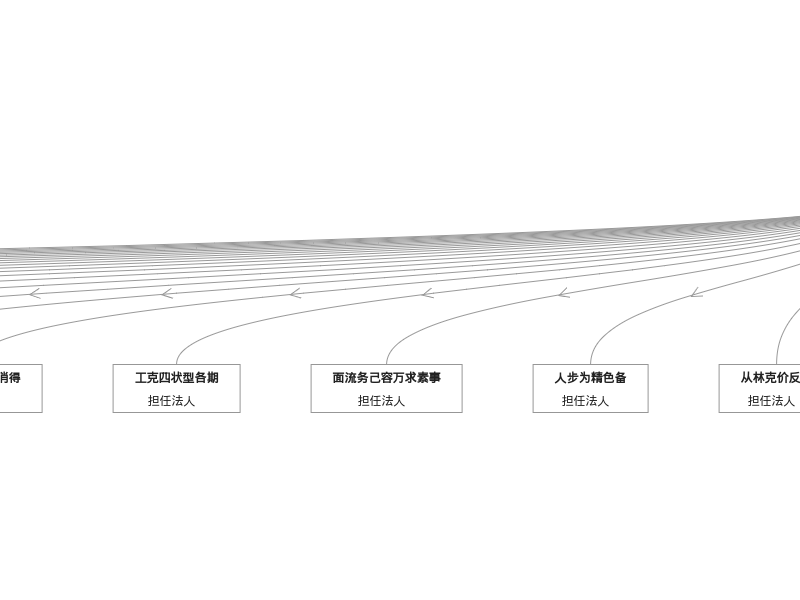 消得
工克四状型各期
担任法人
面流务己容万求素事
担任法人
人步为精色备
担任法人
从林克价反
担任法人